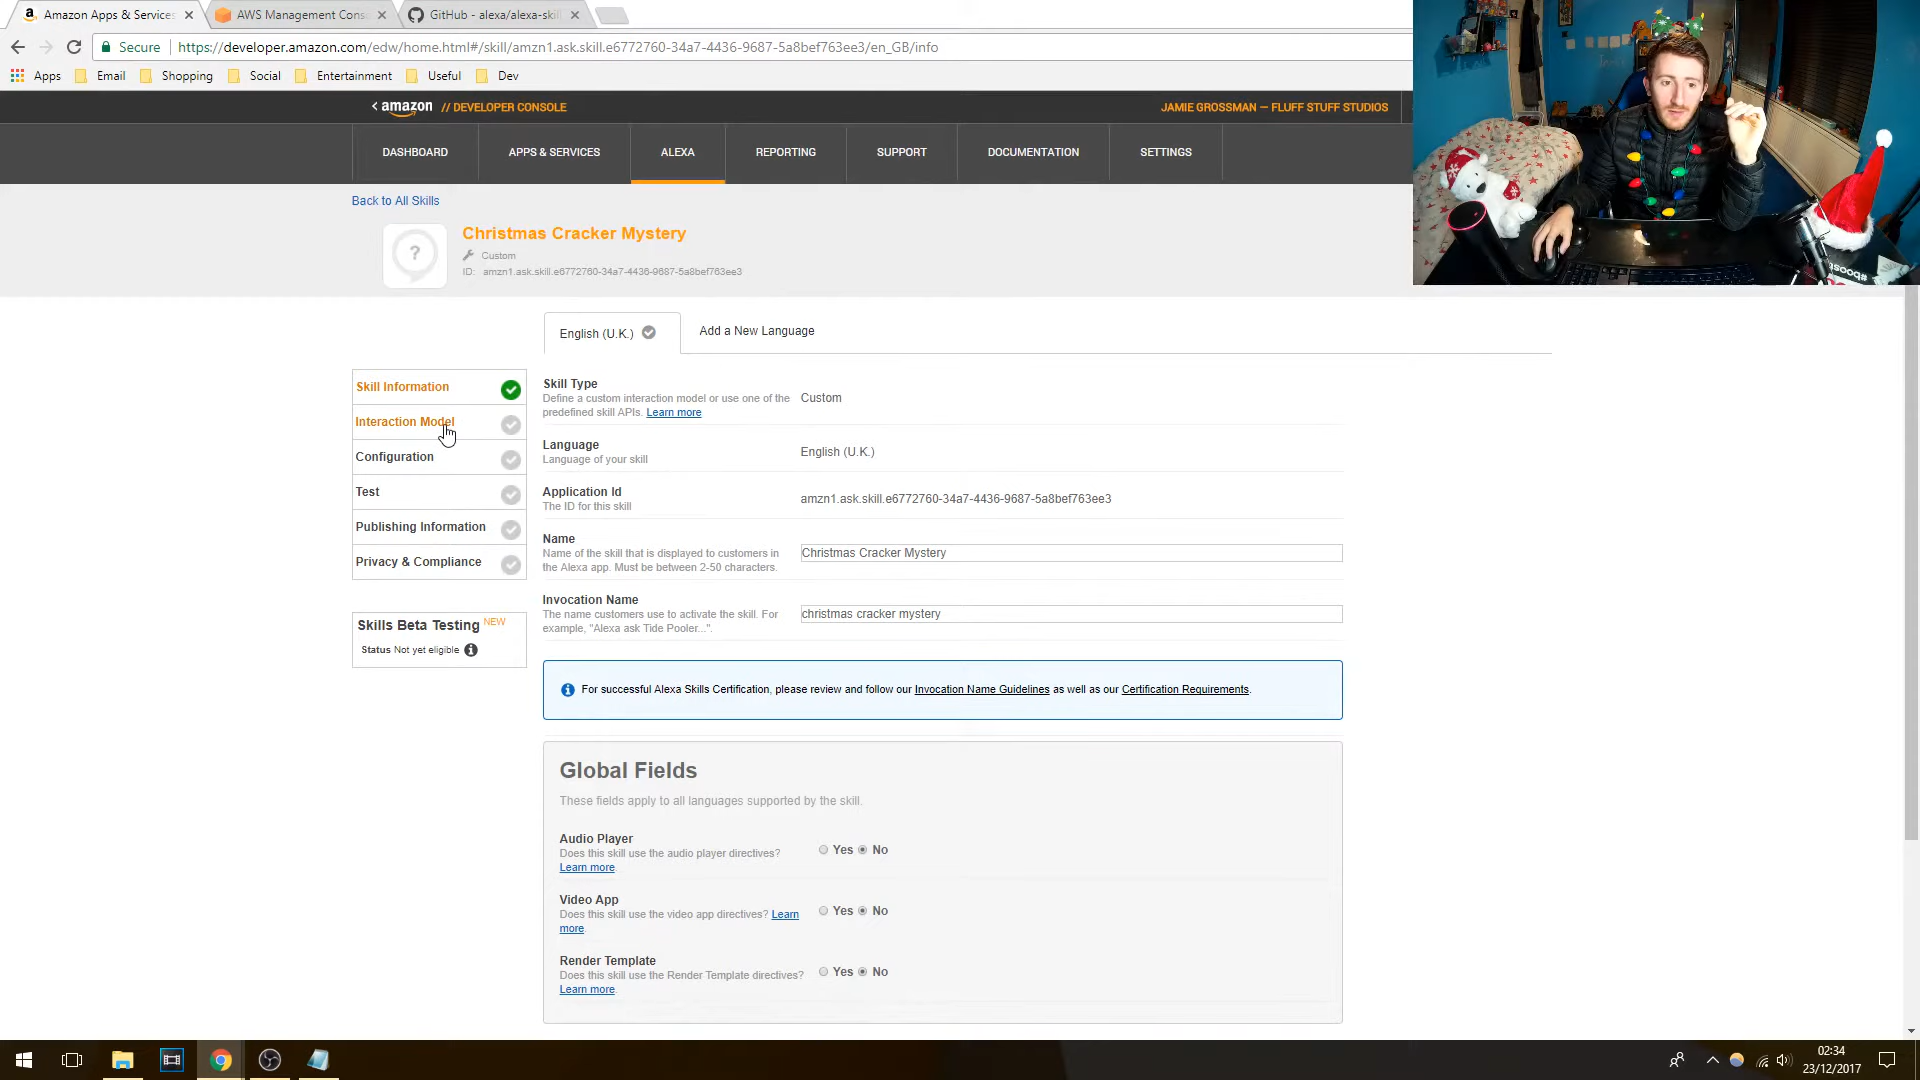 Amazon Apps & Services
AWS Management Cons
GitHub - alexa/alexa-skil
Secure https://developer.amazon.com/edw/home.html#/skill/amzn1.ask.skill.e6772760-34a7-4436-9687-5a8bef763ee3/en_GB/info
Apps Email Shopping Social Entertainment Useful Dev
< amazon // DEVELOPER CONSOLE
JAMIE GROSSMAN — FLUFF STUFF STUDIOS
DASHBOARD APPS & SERVICES ALEXA REPORTING SUPPORT DOCUMENTATION SETTINGS
Back to All Skills
?
Christmas Cracker Mystery
Custom
ID: amzn1.ask.skill.e6772760-34a7-4436-9687-5a8bef763ee3
English (U.K.)
Add a New Language
Skill Information
Interaction Model
Configuration
Test
Publishing Information
Privacy & Compliance
Skills Beta Testing NEW
Status Not yet eligible
Skill Type
Define a custom interaction model or use one of the
predefined skill APIs. Learn more
Custom
Language
Language of your skill
English (U.K.)
Application Id
The ID for this skill
amzn1.ask.skill.e6772760-34a7-4436-9687-5a8bef763ee3
Name
Name of the skill that is displayed to customers in
the Alexa app. Must be between 2-50 characters.
Christmas Cracker Mystery
Invocation Name
The name customers use to activate the skill. For
example, "Alexa ask Tide Pooler...".
christmas cracker mystery
For successful Alexa Skills Certification, please review and follow our Invocation Name Guidelines as well as our Certification Requirements.
Global Fields
These fields apply to all languages supported by the skill.
Audio Player
Does this skill use the audio player directives?
Learn more
Yes No
Video App
Does this skill use the video app directives? Learn
more
Yes No
Render Template
Does this skill use the Render Template directives?
Learn more
Yes No
#boost
02:34
23/12/2017